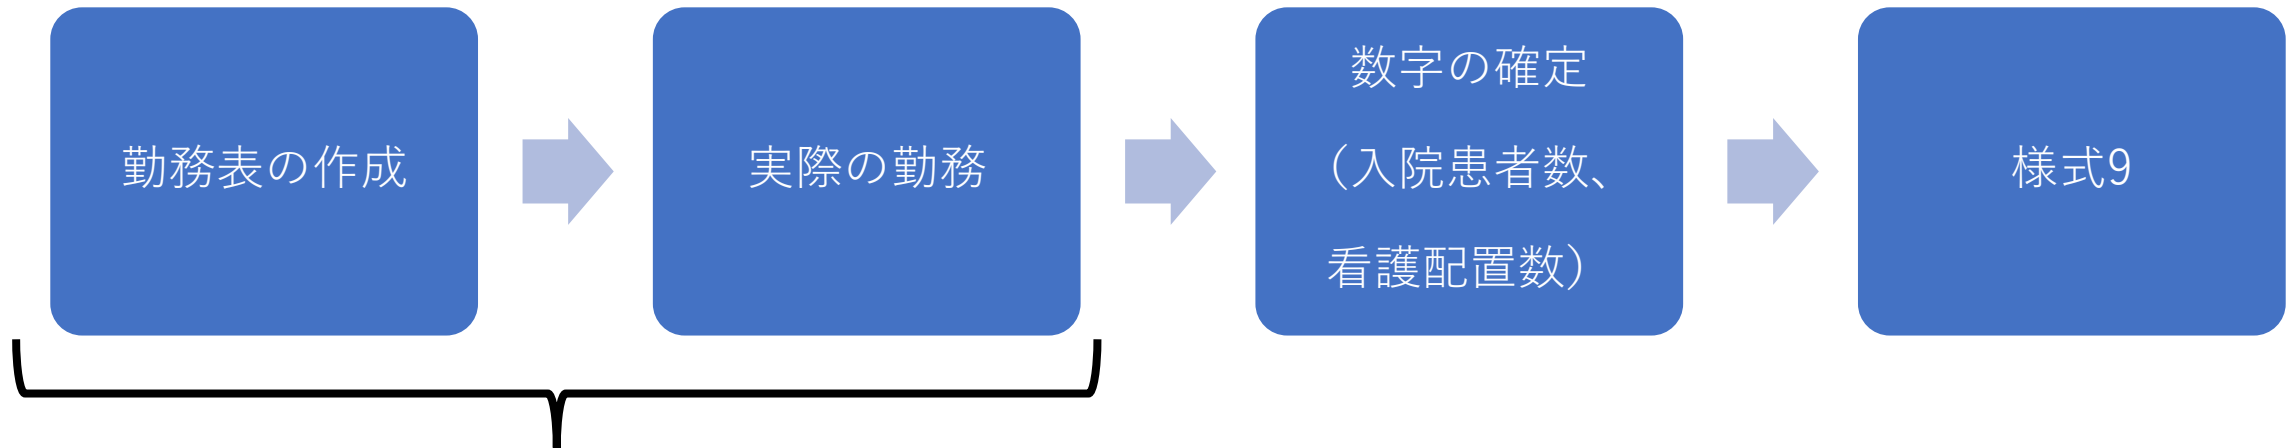 勤務表の作成
実際の勤務
数字の確定
（入院患者数、
看護配置数）
様式9